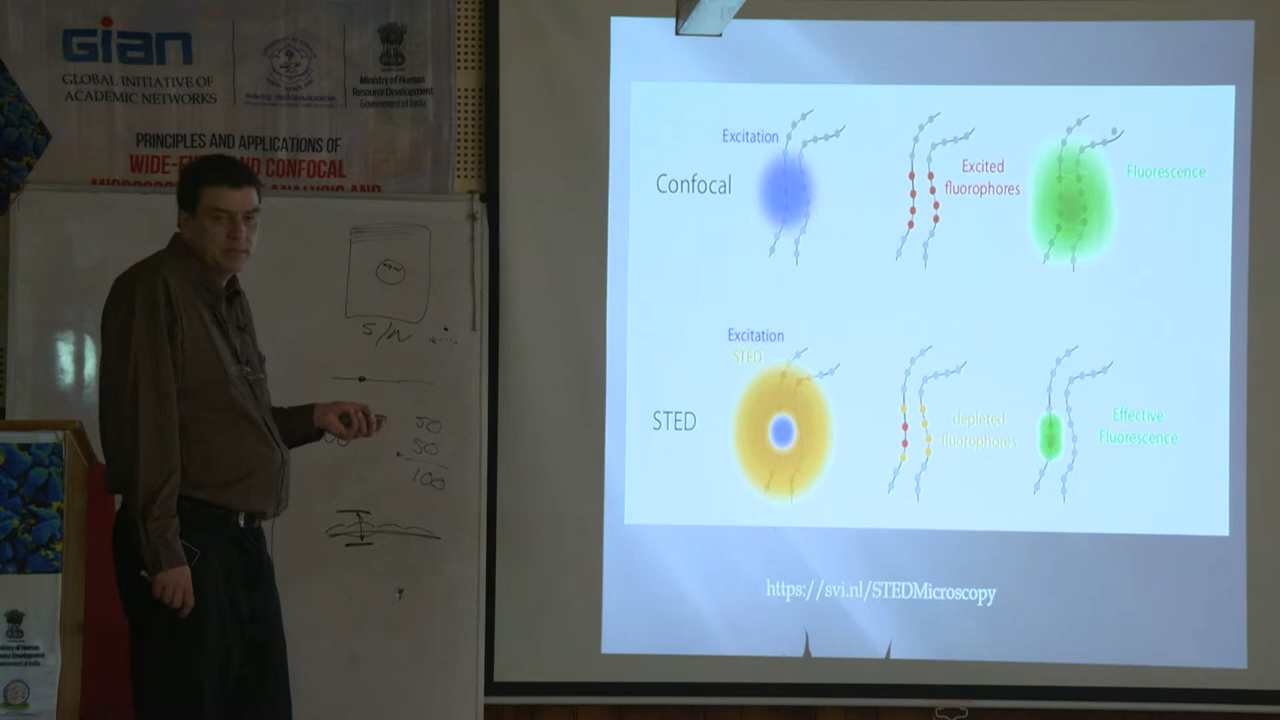 GIAN
GLOBAL INITIATIVE OF
ACADEMIC NETWORKS
Ministry of Human
Resource Development
Government of India
PRINCIPLES AND APPLICATIONS OF
CONFOCAL
AND
S/N
50
50
100
Excitation
Confocal
Excited
fluorophores
Fluorescence
Excitation
STED
STED
depleted
fluorophores
Effective
Fluorescence
https://svi.nl/STEDMicroscopy